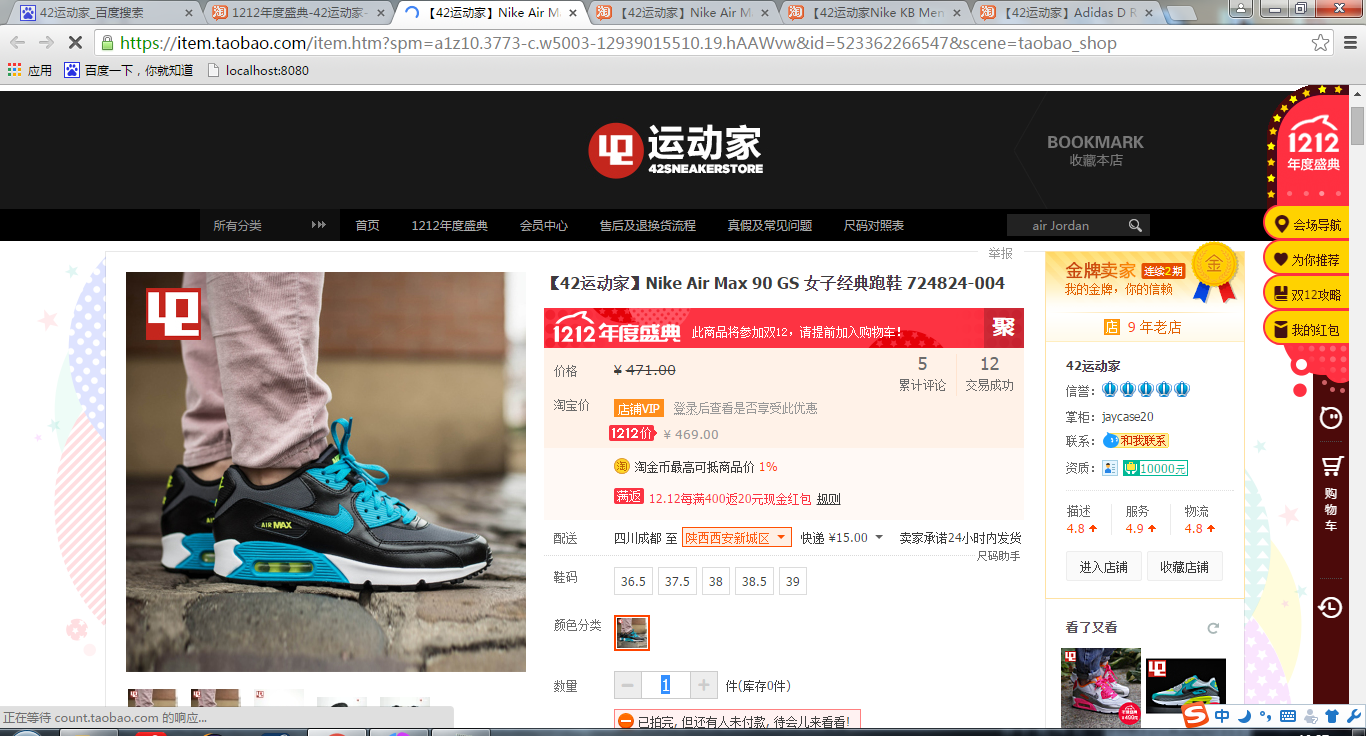 42运动家_百度搜索
1212年度盛典-42运动家-
【42运动家】Nike Air Ma
【42运动家】Nike Air M
【42运动家Nike KB Men
【42运动家】Adidas D R
https://item.taobao.com/item.htm?spm=a1z10.3773-c.w5003-12939015510.19.hAAWvw&id=523362266547&scene=taobao_shop
应用 百度一下，你就知道 localhost:8080
运动家
42SNEAKERSTORE
BOOKMARK
收藏本店
1212
年度盛典
所有分类 首页 1212年度盛典 会员中心 售后及退换货流程 真假及常见问题 尺码对照表 air Jordan
会场导航
为你推荐
双12攻略
我的红包
购物车
举报
【42运动家】Nike Air Max 90 GS 女子经典跑鞋 724824-004
1212 年度盛典 此商品将参加双12，请提前加入购物车！ 聚
价格 ¥ 471.00
5
累计评论
12
交易成功
淘宝价 店铺VIP 登录后查看是否享受此优惠
1212价 ¥ 469.00
淘 淘金币最高可抵商品价 1%
满返 12.12每满400返20元现金红包 规则
配送 四川成都 至 陕西西安新城区 快递 ¥15.00 卖家承诺24小时内发货
尺码助手
鞋码 36.5 37.5 38 38.5 39
颜色分类
数量 1 件(库存0件)
已拍完, 但还有人未付款, 待会儿来看看!
AIR MAX
金牌卖家 连续2期 金
我的金牌，你的信赖
店 9 年老店
42运动家
信誉：
掌柜： jaycase20
联系： 和我联系
资质： 10000元
描述 服务 物流
4.8 4.9 4.8
进入店铺 收藏店铺
看了又看
正在等待 count.taobao.com 的响应...
中